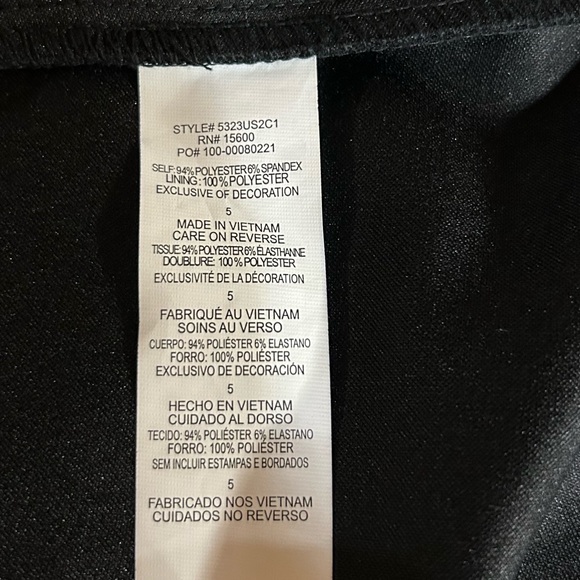 STYLE# 5323US2C1
RN# 15600
PO# 100-00080221
SELF:94% POLYESTER 6% SPANDEX
LINING: 100% POLYESTER
EXCLUSIVE OF DECORATION
5
MADE IN VIETNAM
CARE ON REVERSE
TISSUE: 94% POLYESTER 6% ÉLASTHANNE
DOUBLURE: 100% POLYESTER
EXCLUSIVITÉ DE LA DÉCORATION
5
FABRIQUÉ AU VIETNAM
SOINS AU VERSO
CUERPO: 94% POLIÉSTER 6% ELASTANO
FORRO: 100% POLIÉSTER
EXCLUSIVO DE DECORACIÓN
5
HECHO EN VIETNAM
CUIDADO AL DORSO
TECIDO: 94% POLIÉSTER 6% ELASTANO
FORRO: 100% POLIÉSTER
SEM INCLUIR ESTAMPAS E BORDADOS
5
FABRICADO NOS VIETNAM
CUIDADOS NO REVERSO